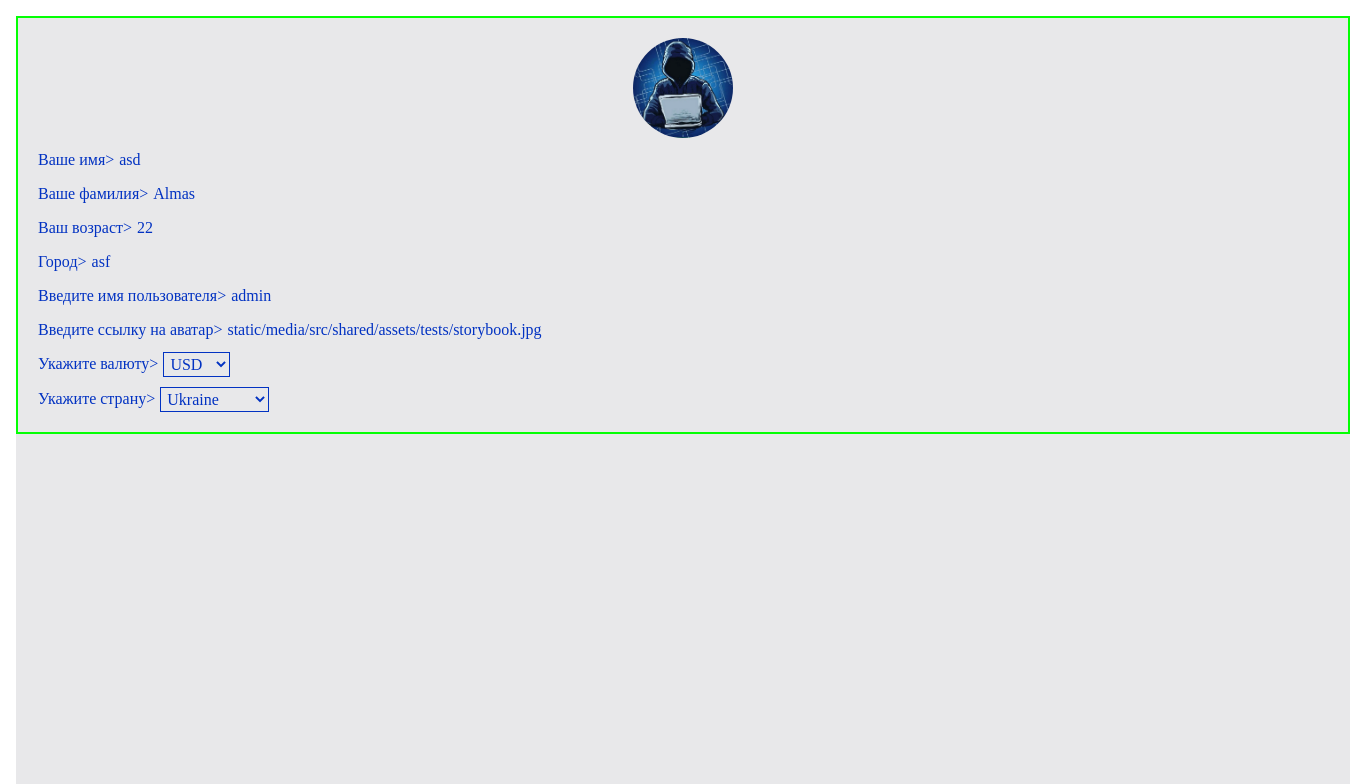 Ваше имя> asd
Ваше фамилия> Almas
Ваш возраст> 22
Город> asf
Введите имя пользователя> admin
Введите ссылку на аватар> static/media/src/shared/assets/tests/storybook.jpg
Укажите валюту> USD
Укажите страну> Ukraine